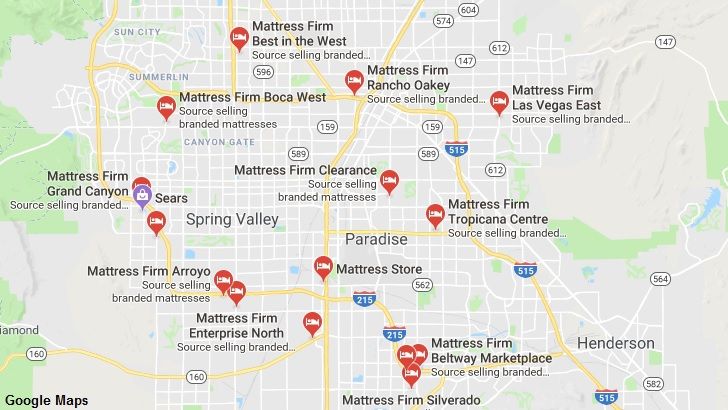 574
604
SUN CITY
Mattress Firm
Best in the West
Source selling branded…
562
147
SUMMERLIN
596
Mattress Firm
Rancho Oakey
Source selling branded…
Mattress Firm
Las Vegas East
Source selling branded…
Mattress Firm Boca West
Source selling
branded mattresses
159
159
CANYON GATE
515
589
589
612
Mattress Firm Clearance
Source selling
branded mattresses
Mattress Firm
Grand Canyon
Source selling branded…
Sears
Mattress Firm
Tropicana Centre
Source selling branded…
Spring Valley
Paradise
Mattress Store
515
564
Mattress Firm Arroyo
Source selling
branded mattresses
562
215
Mattress Firm
Enterprise North
Source selling branded…
215
diamond
160
Mattress Firm
Beltway Marketplace
Source selling branded…
Henderson
160
Mattress Firm Silverado
582
Google Maps